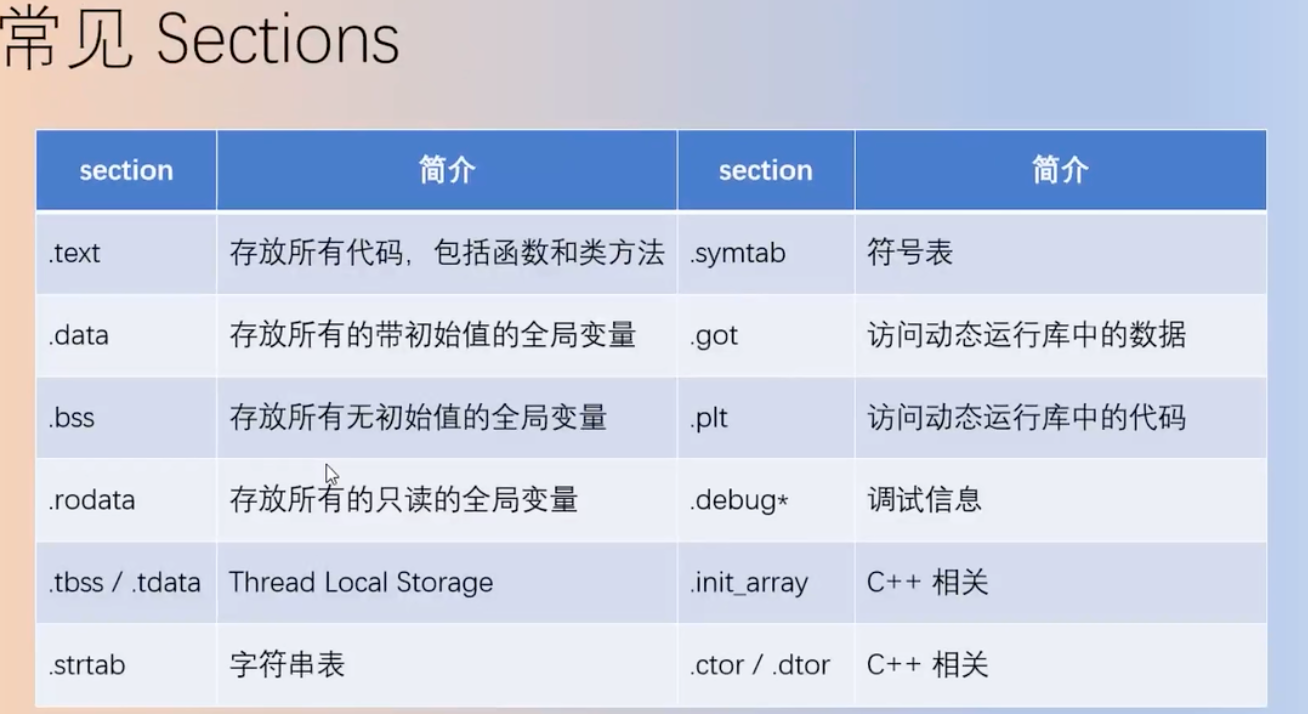 常见 Sections
section 简介 section 简介
.text 存放所有代码，包括函数和类方法 .symtab 符号表
.data 存放所有的带初始值的全局变量 .got 访问动态运行库中的数据
.bss 存放所有无初始值的全局变量 .plt 访问动态运行库中的代码
.rodata 存放所有的只读的全局变量 .debug* 调试信息
.tbss / .tdata Thread Local Storage .init_array C++ 相关
.strtab 字符串表 .ctor / .dtor C++ 相关